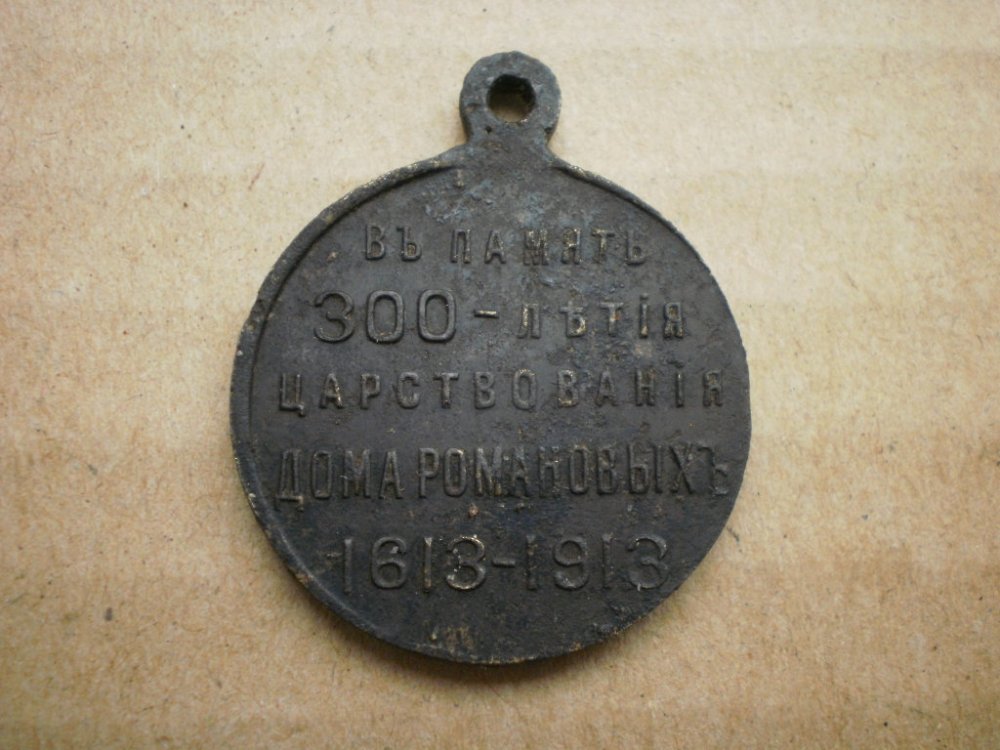 ВЪ ПАМЯТЬ
300-ЛѢТІЯ
ЦАРСТВОВАНІЯ
ДОМА РОМАНОВЫХЪ
1613-1913